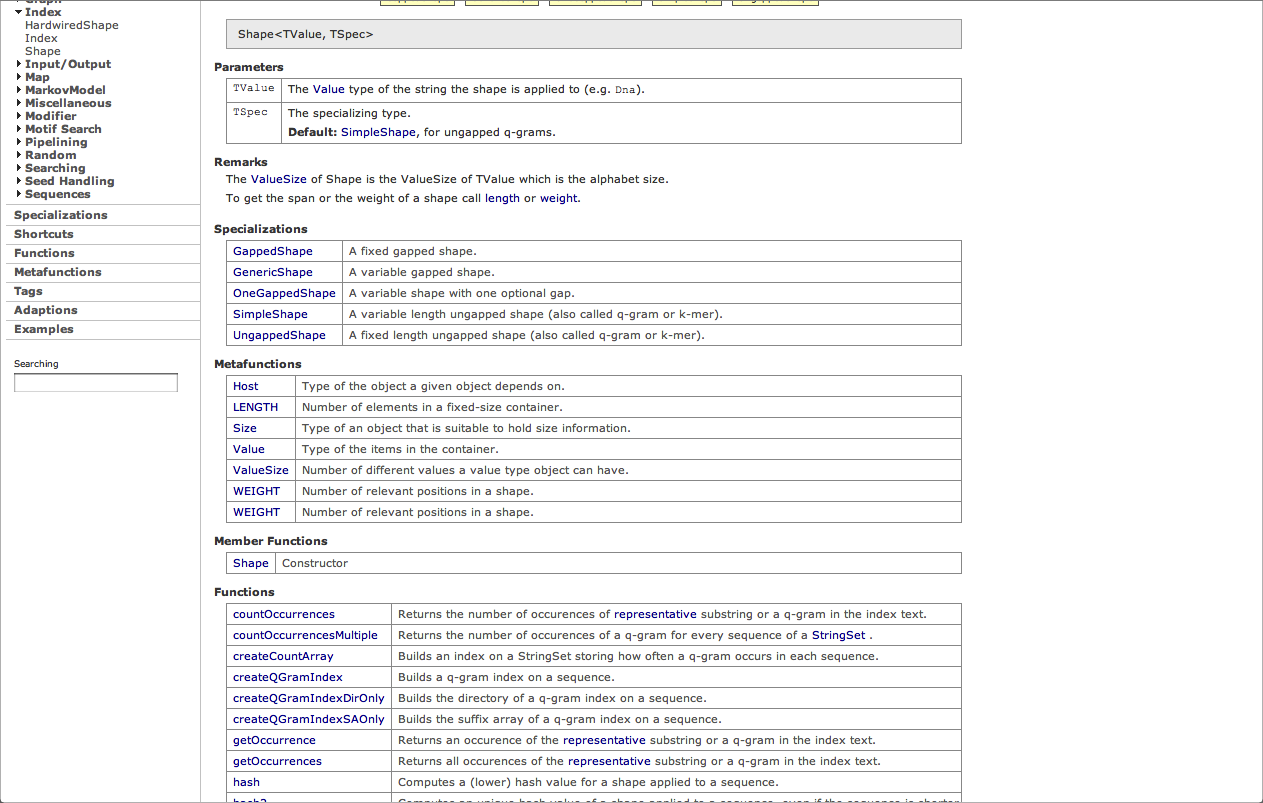 Index
HardwiredShape
Index
Shape
Input/Output
Map
MarkovModel
Miscellaneous
Modifier
Motif Search
Pipelining
Random
Searching
Seed Handling
Sequences
Specializations
Shortcuts
Functions
Metafunctions
Tags
Adaptions
Examples
Searching
Shape<TValue, TSpec>
Parameters
TValue The Value type of the string the shape is applied to (e.g. Dna).
TSpec The specializing type.
Default: SimpleShape, for ungapped q-grams.
Remarks
The ValueSize of Shape is the ValueSize of TValue which is the alphabet size.
To get the span or the weight of a shape call length or weight.
Specializations
GappedShape A fixed gapped shape.
GenericShape A variable gapped shape.
OneGappedShape A variable shape with one optional gap.
SimpleShape A variable length ungapped shape (also called q-gram or k-mer).
UngappedShape A fixed length ungapped shape (also called q-gram or k-mer).
Metafunctions
Host Type of the object a given object depends on.
LENGTH Number of elements in a fixed-size container.
Size Type of an object that is suitable to hold size information.
Value Type of the items in the container.
ValueSize Number of different values a value type object can have.
WEIGHT Number of relevant positions in a shape.
WEIGHT Number of relevant positions in a shape.
Member Functions
Shape Constructor
Functions
countOccurrences Returns the number of occurences of representative substring or a q-gram in the index text.
countOccurrencesMultiple Returns the number of occurences of a q-gram for every sequence of a StringSet .
createCountArray Builds an index on a StringSet storing how often a q-gram occurs in each sequence.
createQGramIndex Builds a q-gram index on a sequence.
createQGramIndexDirOnly Builds the directory of a q-gram index on a sequence.
createQGramIndexSAOnly Builds the suffix array of a q-gram index on a sequence.
getOccurrence Returns an occurence of the representative substring or a q-gram in the index text.
getOccurrences Returns all occurences of the representative substring or a q-gram in the index text.
hash Computes a (lower) hash value for a shape applied to a sequence.